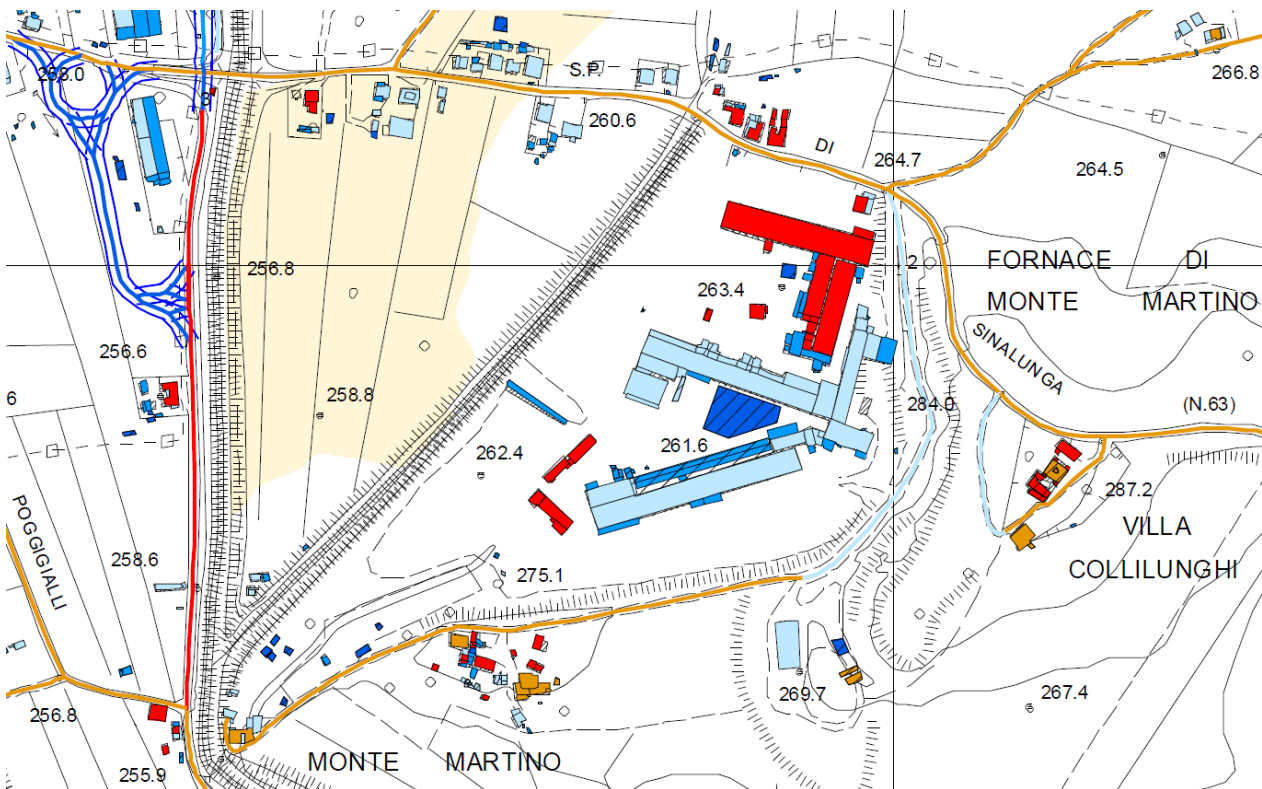 258.0
S.P.
266.8
260.6
DI
264.7
264.5
256.8
2
FORNACE DI
263.4
MONTE MARTINO
SINALUNGA
256.6
6
258.8
284.0
(N.63)
262.4
261.6
287.2
POGGIGIALLI
VILLA
258.6
275.1
COLLILUNGHI
269.7
267.4
256.8
MONTE MARTINO
255.9